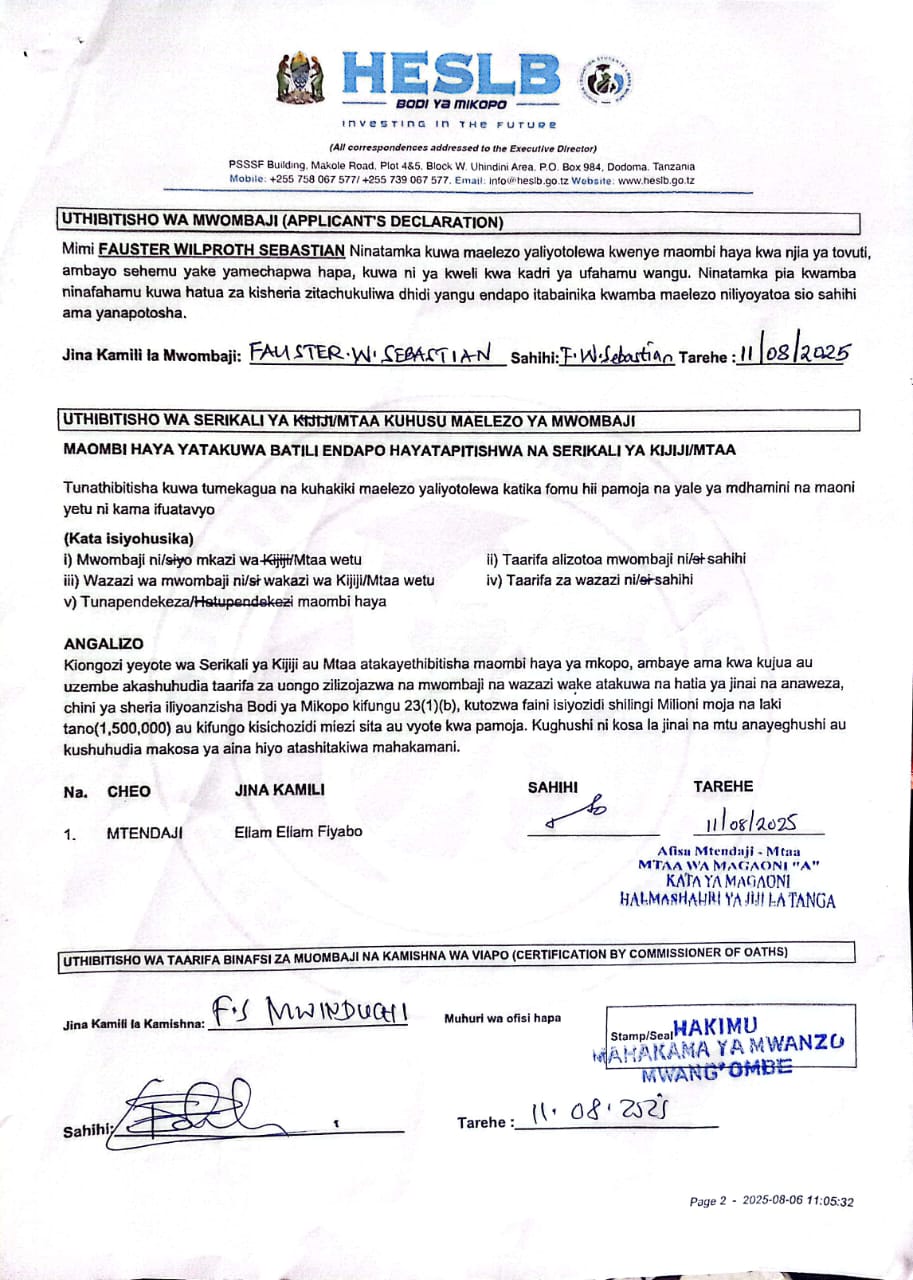 HESLB
BODI YA MIKOPO
INVESTING IN THE FUTURE
(All correspondences addressed to the Executive Director)
PSSSF Building, Makole Road, Plot 4&5, Block W, Uhindini Area, P.O. Box 984, Dodoma, Tanzania
Mobile: +255 758 067 577/ +255 739 067 577. Email: info@heslb.go.tz Website: www.heslb.go.tz
UTHIBITISHO WA MWOMBAJI (APPLICANT'S DECLARATION)
Mimi FAUSTER WILPROTH SEBASTIAN Ninatamka kuwa maelezo yaliyotolewa kwenye maombi haya kwa njia ya tovuti,
ambayo sehemu yake yamechapwa hapa, kuwa ni ya kweli kwa kadri ya ufahamu wangu. Ninatamka pia kwamba
ninafahamu kuwa hatua za kisheria zitachukuliwa dhidi yangu endapo itabainika kwamba maelezo niliyoyatoa sio sahihi
ama yanapotosha.
Jina Kamili la Mwombaji: FAUSTER.W.SEBASTIAN Sahihi: F.W.Sebastian Tarehe : 11/08/2025
UTHIBITISHO WA SERIKALI YA KIJIJI/MTAA KUHUSU MAELEZO YA MWOMBAJI
MAOMBI HAYA YATAKUWA BATILI ENDAPO HAYATAPITISHWA NA SERIKALI YA KIJIJI/MTAA
Tunathibitisha kuwa tumekagua na kuhakiki maelezo yaliyotolewa katika fomu hii pamoja na yale ya mdhamini na maoni
yetu ni kama ifuatavyo
(Kata isiyohusika)
i) Mwombaji ni/siyo mkazi wa Kijiji/Mtaa wetu ii) Taarifa alizotoa mwombaji ni/si sahihi
iii) Wazazi wa mwombaji ni/si wakazi wa Kijiji/Mtaa wetu iv) Taarifa za wazazi ni/si sahihi
v) Tunapendekeza/Hatupendekezi maombi haya
ANGALIZO
Kiongozi yeyote wa Serikali ya Kijiji au Mtaa atakayethibitisha maombi haya ya mkopo, ambaye ama kwa kujua au
uzembe akashuhudia taarifa za uongo zilizojazwa na mwombaji na wazazi wake atakuwa na hatia ya jinai na anaweza,
chini ya sheria iliyoanzisha Bodi ya Mikopo kifungu 23(1)(b), kutozwa faini isiyozidi shilingi Milioni moja na laki
tano(1,500,000) au kifungo kisichozidi miezi sita au vyote kwa pamoja. Kughushi ni kosa la jinai na mtu anayeghushi au
kushuhudia makosa ya aina hiyo atashitakiwa mahakamani.
Na. CHEO JINA KAMILI SAHIHI TAREHE
1. MTENDAJI Eliam Eliam Fiyabo 11/08/2025
Afisa Mtendaji - Mtaa
MTAA WA MAGAONI "A"
KATA YA MAGAONI
HALMASHAURI YA JIJI LA TANGA
UTHIBITISHO WA TAARIFA BINAFSI ZA MUOMBAJI NA KAMISHNA WA VIAPO (CERTIFICATION BY COMMISSIONER OF OATHS)
Jina Kamili la Kamishna: F.S MWINDUCHI Muhuri wa ofisi hapa
Stamp/Seal HAKIMU
MAHAKAMA YA MWANZO
MWANG'OMBE
Sahihi: Tarehe : 11.08.2025
Page 2 - 2025-08-06 11:05:32